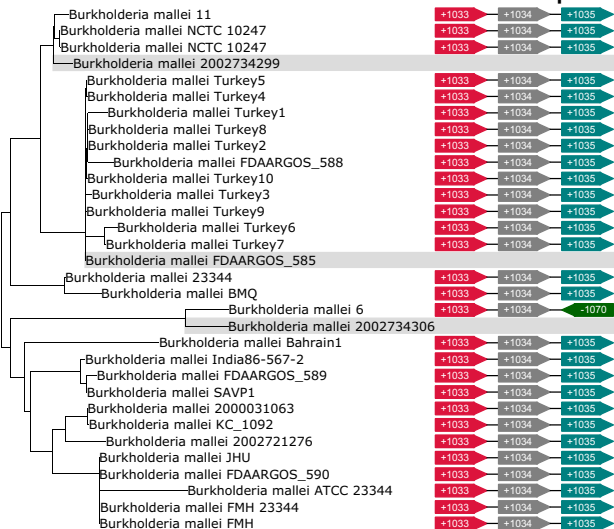 Burkholderia mallei 11 +1033 +1034 +1035
Burkholderia mallei NCTC 10247 +1033 +1034 +1035
Burkholderia mallei NCTC 10247 +1033 +1034 +1035
Burkholderia mallei 2002734299
Burkholderia mallei Turkey5 +1033 +1034 +1035
Burkholderia mallei Turkey4 +1033 +1034 +1035
Burkholderia mallei Turkey1 +1033 +1034 +1035
Burkholderia mallei Turkey8 +1033 +1034 +1035
Burkholderia mallei Turkey2 +1033 +1034 +1035
Burkholderia mallei FDAARGOS_588 +1033 +1034 +1035
Burkholderia mallei Turkey10 +1033 +1034 +1035
Burkholderia mallei Turkey3 +1033 +1034 +1035
Burkholderia mallei Turkey9 +1033 +1034 +1035
Burkholderia mallei Turkey6 +1033 +1034 +1035
Burkholderia mallei Turkey7 +1033 +1034 +1035
Burkholderia mallei FDAARGOS_585
Burkholderia mallei 23344 +1033 +1034 +1035
Burkholderia mallei BMQ +1033 +1034 +1035
Burkholderia mallei 6 +1033 +1034 -1070
Burkholderia mallei 2002734306
Burkholderia mallei Bahrain1 +1033 +1034 +1035
Burkholderia mallei India86-567-2 +1033 +1034 +1035
Burkholderia mallei FDAARGOS_589 +1033 +1034 +1035
Burkholderia mallei SAVP1 +1033 +1034 +1035
Burkholderia mallei 2000031063 +1033 +1034 +1035
Burkholderia mallei KC_1092 +1033 +1034 +1035
Burkholderia mallei 2002721276 +1033 +1034 +1035
Burkholderia mallei JHU +1033 +1034 +1035
Burkholderia mallei FDAARGOS_590 +1033 +1034 +1035
Burkholderia mallei ATCC 23344 +1033 +1034 +1035
Burkholderia mallei FMH 23344 +1033 +1034 +1035
Burkholderia mallei FMH +1033 +1034 +1035